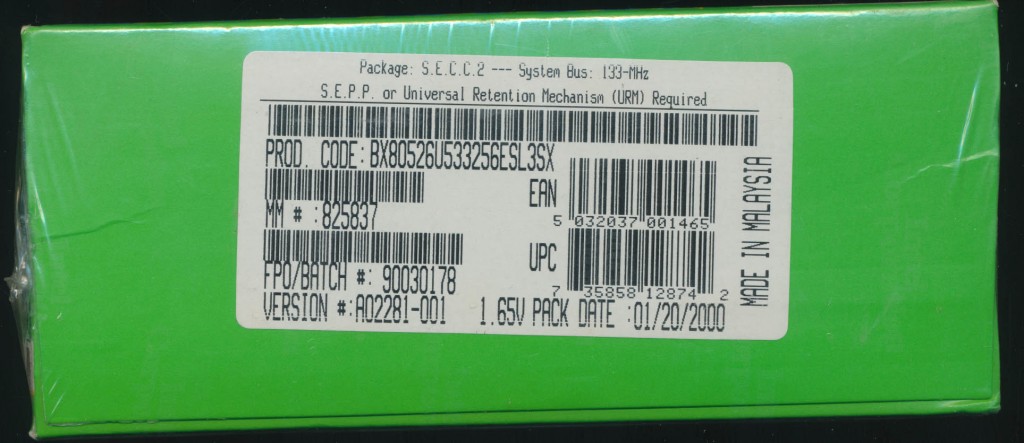 Package: S.E.C.C.2 --- System Bus: 133-MHz
S.E.P.P. or Universal Retention Mechanism (URM) Required
PROD. CODE:BX80526U533256ESL3SX
EAN
5 032037 001465
MM # :825837
UPC
7 35858 12874 2
FPO/BATCH #: 90030178
VERSION #:A02281-001 1.65V PACK DATE :01/20/2000
MADE IN MALAYSIA